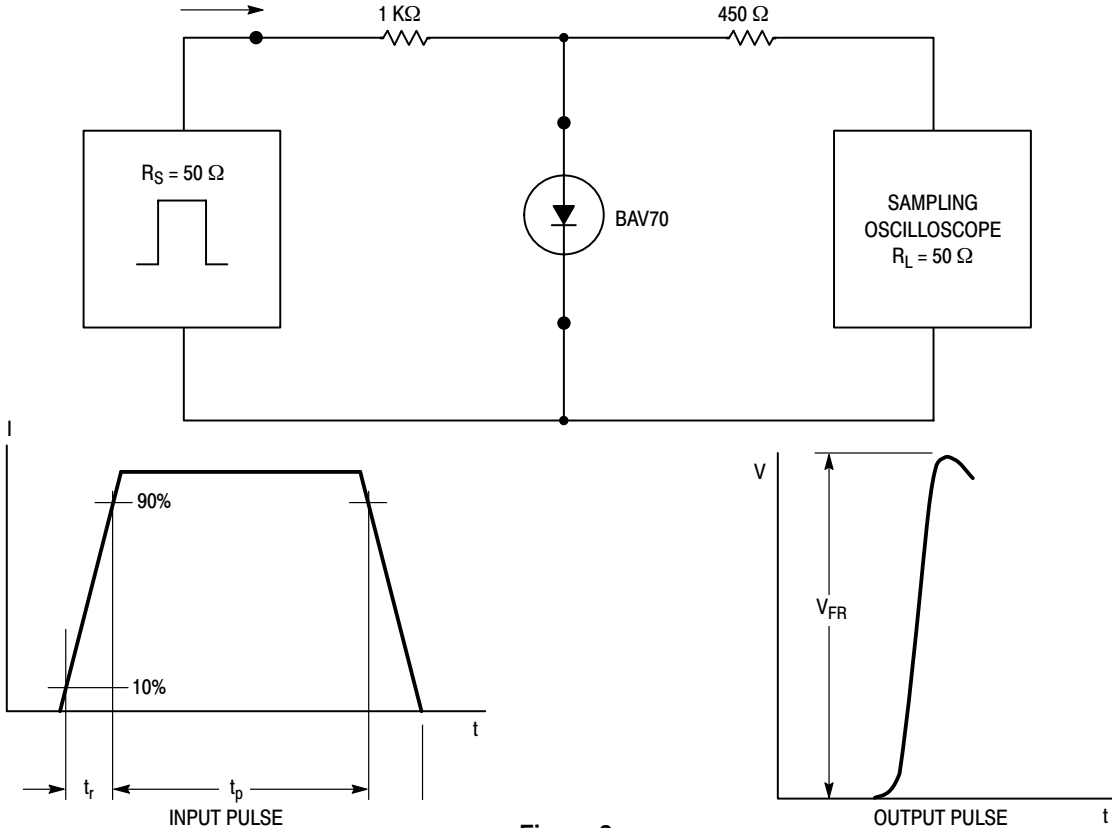 1 KΩ
450 Ω
R_S = 50 Ω
BAV70
SAMPLING
OSCILLOSCOPE
R_L = 50 Ω
I
90%
10%
t
t_r
t_p
INPUT PULSE
V
V_FR
OUTPUT PULSE
t